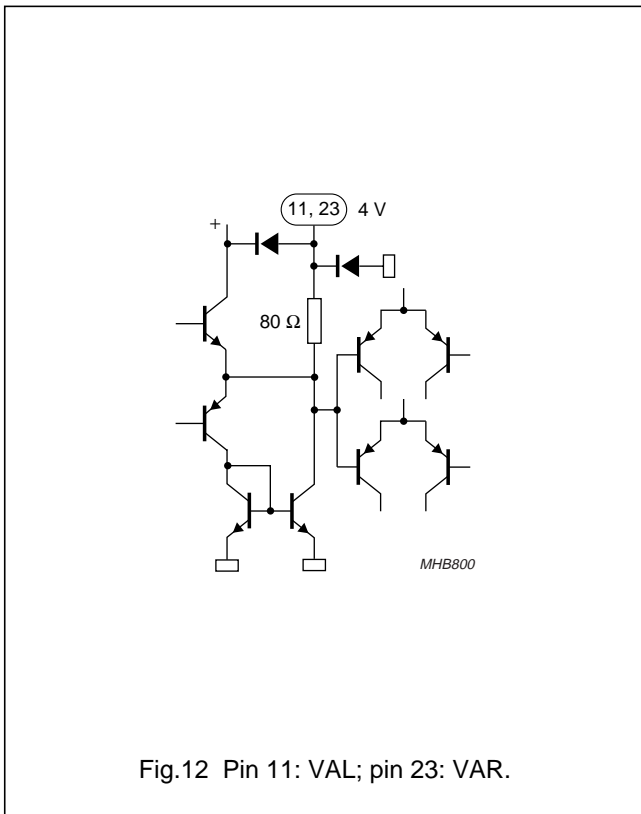 11, 23 4 V
+
80 Ω
MHB800
Fig.12 Pin 11: VAL; pin 23: VAR.